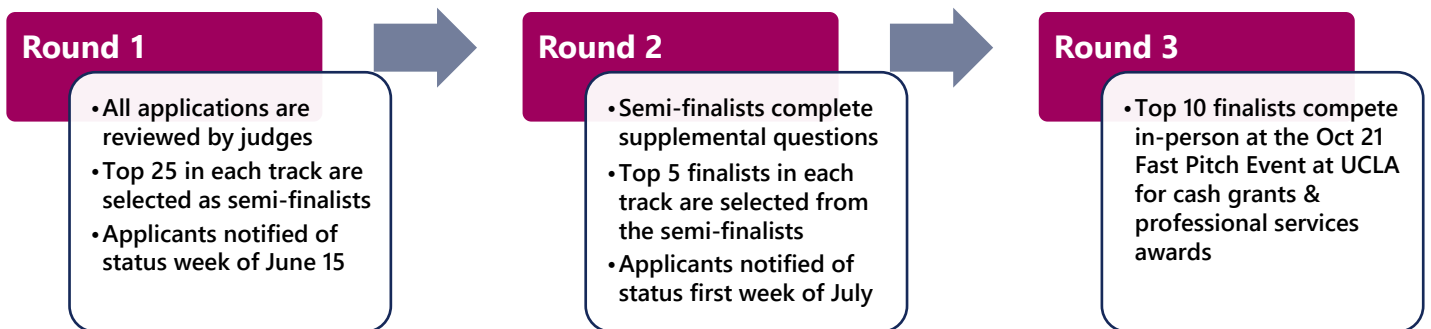 Round 1
•All applications are
reviewed by judges
•Top 25 in each track are
selected as semi-finalists
•Applicants notified of
status week of June 15
Round 2
•Semi-finalists complete
supplemental questions
•Top 5 finalists in each
track are selected from
the semi-finalists
•Applicants notified of
status first week of July
Round 3
•Top 10 finalists compete
in-person at the Oct 21
Fast Pitch Event at UCLA
for cash grants &
professional services
awards